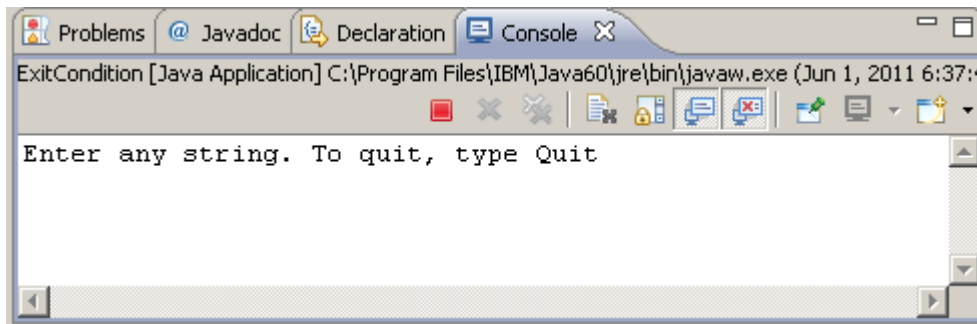 Problems @ Javadoc Declaration Console
ExitCondition [Java Application] C:\Program Files\IBM\Java60\jre\bin\javaw.exe (Jun 1, 2011 6:37:
Enter any string. To quit, type Quit